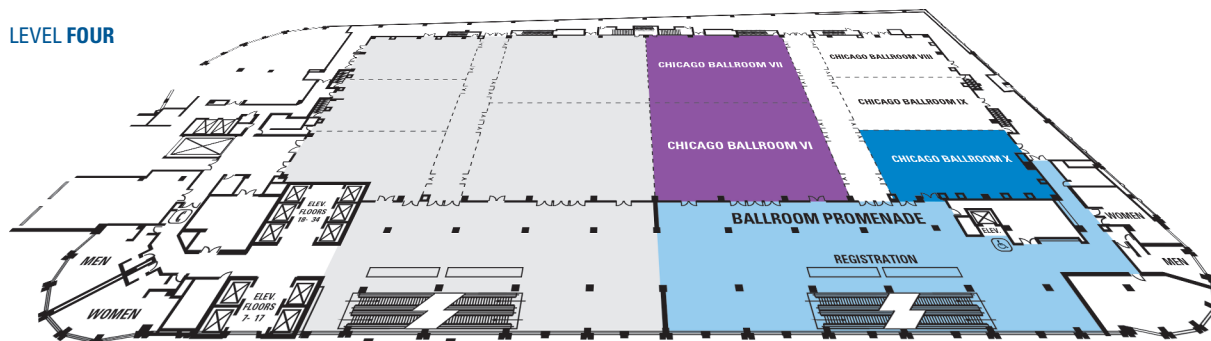 LEVEL FOUR
CHICAGO BALLROOM VII
CHICAGO BALLROOM VIII
CHICAGO BALLROOM IX
CHICAGO BALLROOM VI
CHICAGO BALLROOM X
ELEV.
FLOORS
18- 34
BALLROOM PROMENADE
ELEV.
WOMEN
MEN
REGISTRATION
MEN
WOMEN
ELEV.
FLOORS
7- 17